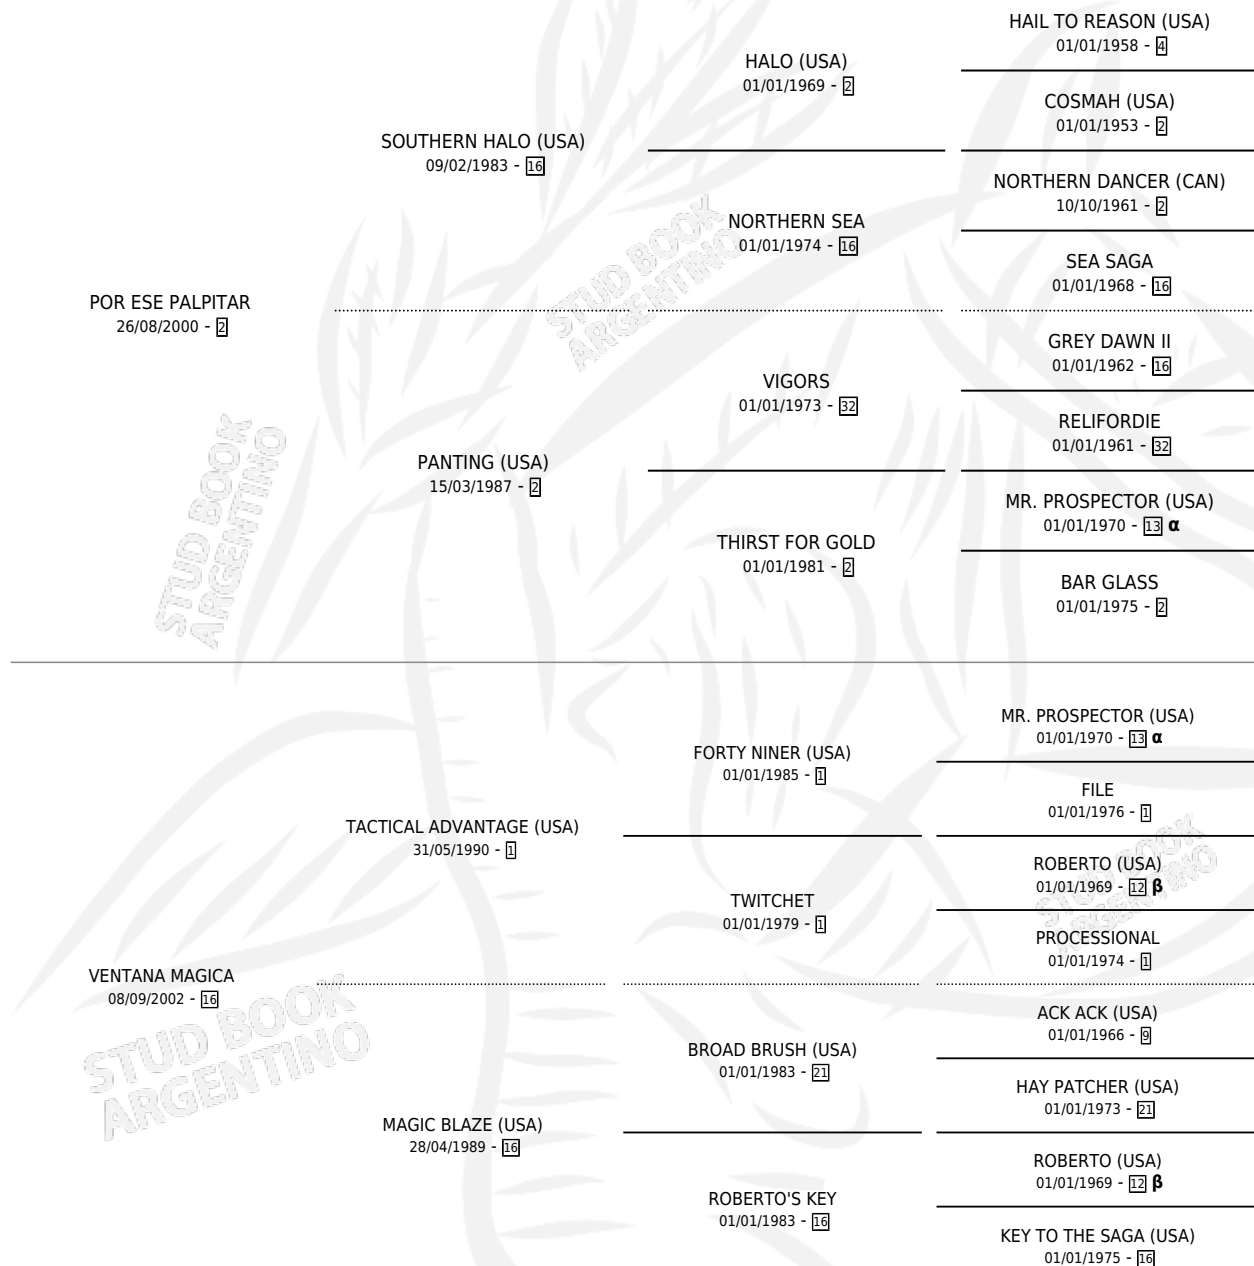 HAIL TO REASON (USA)
01/01/1958 - 4
HALO (USA)
01/01/1969 - 2
COSMAH (USA)
01/01/1953 - 2
SOUTHERN HALO (USA)
09/02/1983 - 16
NORTHERN DANCER (CAN)
10/10/1961 - 2
NORTHERN SEA
01/01/1974 - 16
SEA SAGA
01/01/1968 - 16
POR ESE PALPITAR
26/08/2000 - 2
GREY DAWN II
01/01/1962 - 16
VIGORS
01/01/1973 - 32
RELIFORDIE
01/01/1961 - 32
PANTING (USA)
15/03/1987 - 2
MR. PROSPECTOR (USA)
01/01/1970 - 13 α
THIRST FOR GOLD
01/01/1981 - 2
BAR GLASS
01/01/1975 - 2
MR. PROSPECTOR (USA)
01/01/1970 - 13 α
FORTY NINER (USA)
01/01/1985 - 1
FILE
01/01/1976 - 1
TACTICAL ADVANTAGE (USA)
31/05/1990 - 1
ROBERTO (USA)
01/01/1969 - 12 β
TWITCHET
01/01/1979 - 1
PROCESSIONAL
01/01/1974 - 1
VENTANA MAGICA
08/09/2002 - 16
ACK ACK (USA)
01/01/1966 - 9
BROAD BRUSH (USA)
01/01/1983 - 21
HAY PATCHER (USA)
01/01/1973 - 21
MAGIC BLAZE (USA)
28/04/1989 - 16
ROBERTO (USA)
01/01/1969 - 12 β
ROBERTO'S KEY
01/01/1983 - 16
KEY TO THE SAGA (USA)
01/01/1975 - 16
STUD BOOK
ARGENTINO
STUD BOOK
ARGENTINO
STUD BOOK
ARGENTINO
STUD BOOK
ARGENTINO